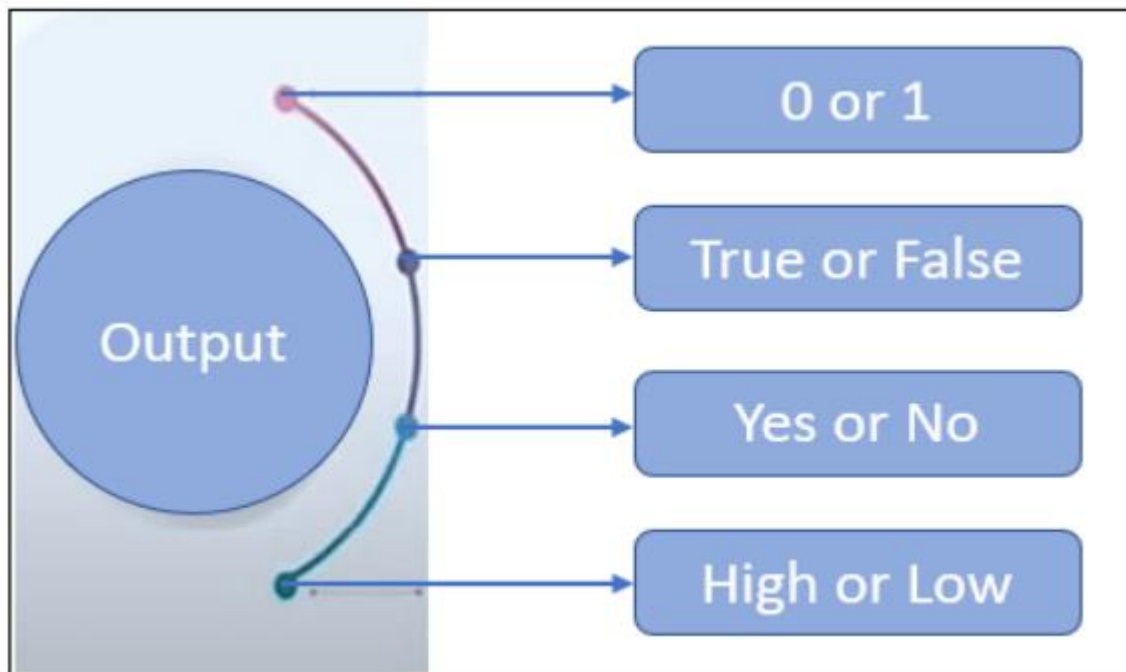 Output
0 or 1
True or False
Yes or No
High or Low